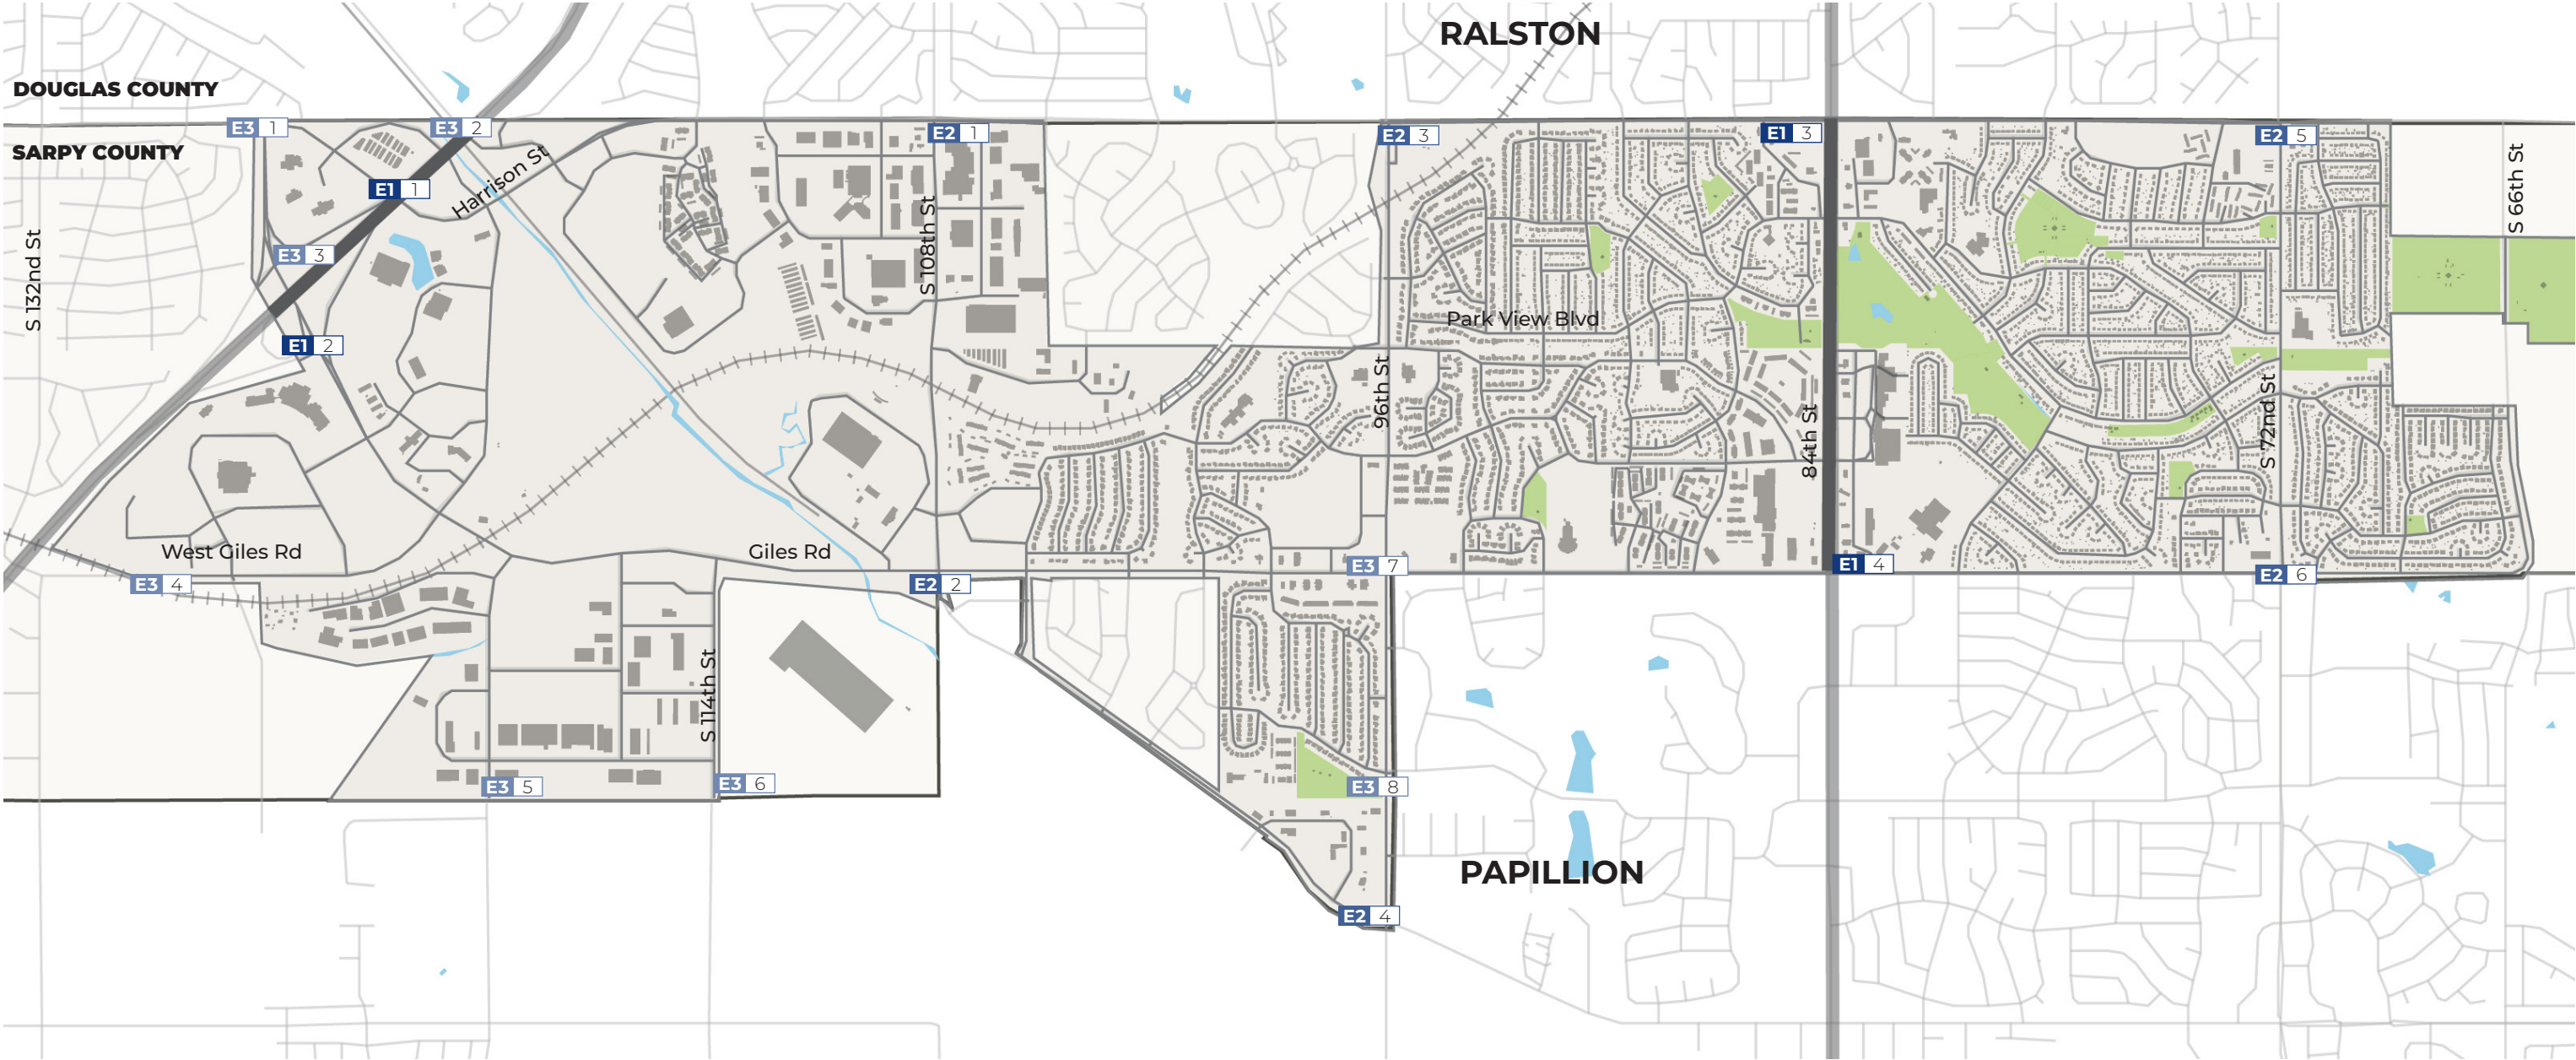 RALSTON
DOUGLAS COUNTY
E3 1
E3 2
E2 1
E2 3
E1 3
E2 5
SARPY COUNTY
Harrison St
E1 1
S 66th St
S 132nd St
E3 3
S 108th St
Park View Blvd
E1 2
96th St
84th St
S 72nd St
West Giles Rd
Giles Rd
E3 4
E2 2
E3 7
E1 4
E2 6
S 114th St
E3 5
E3 6
E3 8
PAPILLION
E2 4